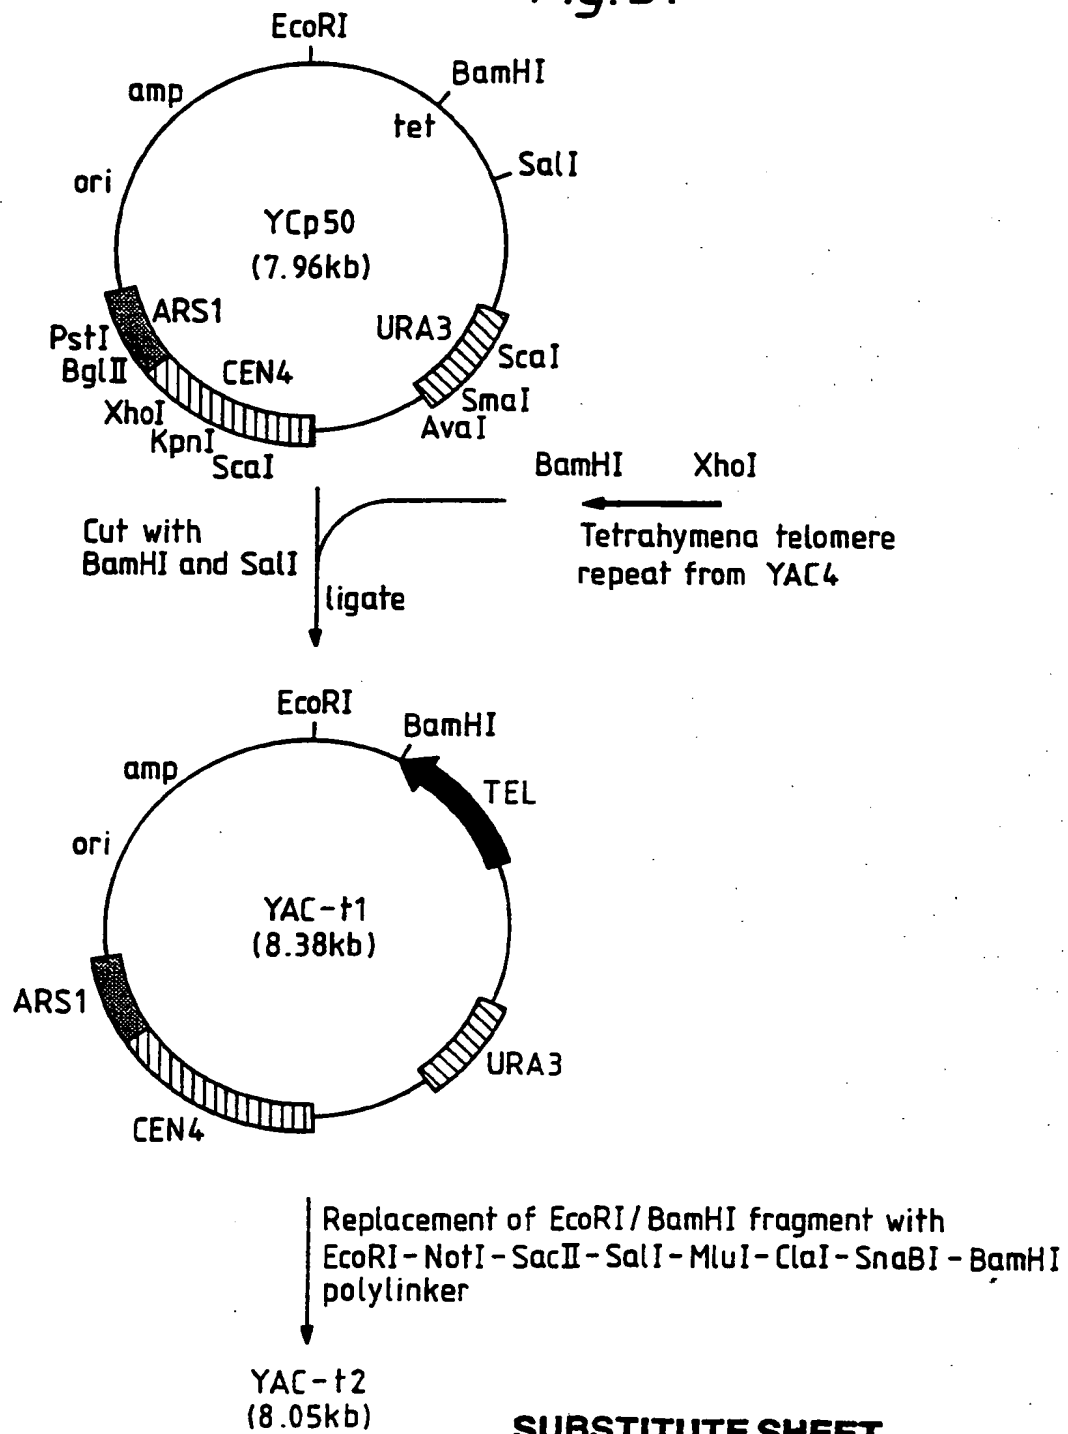 EcoRI
BamHI
amp
tet
SalI
ori
YCp50
(7.96kb)
ARS1
URA3
PstI
ScaI
BglII
CEN4
SmaI
XhoI
AvaI
KpnI
ScaI
BamHI XhoI
Cut with
BamHI and SalI
Tetrahymena telomere
repeat from YAC4
ligate
EcoRI
BamHI
amp
TEL
ori
YAC-t1
(8.38kb)
ARS1
URA3
CEN4
Replacement of EcoRI/BamHI fragment with
EcoRI-NotI-SacII-SalI-MluI-ClaI-SnaBI-BamHI
polylinker
YAC-t2
(8.05kb)
SUBSTITUTE SHEET